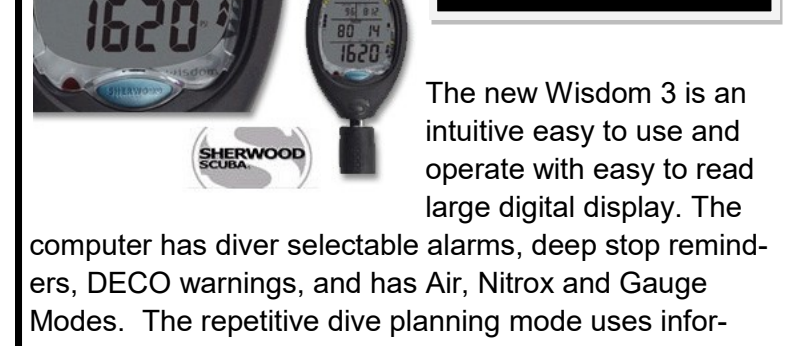 1620
96 812
80 14
1620
wisdom
SHERWOOD
SHERWOOD
SCUBA
The new Wisdom 3 is an
intuitive easy to use and
operate with easy to read
large digital display. The
computer has diver selectable alarms, deep stop remind-
ers, DECO warnings, and has Air, Nitrox and Gauge
Modes. The repetitive dive planning mode uses infor-